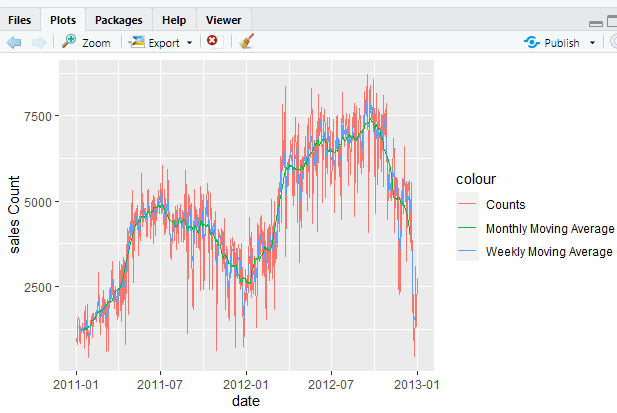 Files Plots Packages Help Viewer
Zoom Export Publish
7500
5000
2500
sales Count
2011-01 2011-07 2012-01 2012-07 2013-01
date
colour
Counts
Monthly Moving Average
Weekly Moving Average